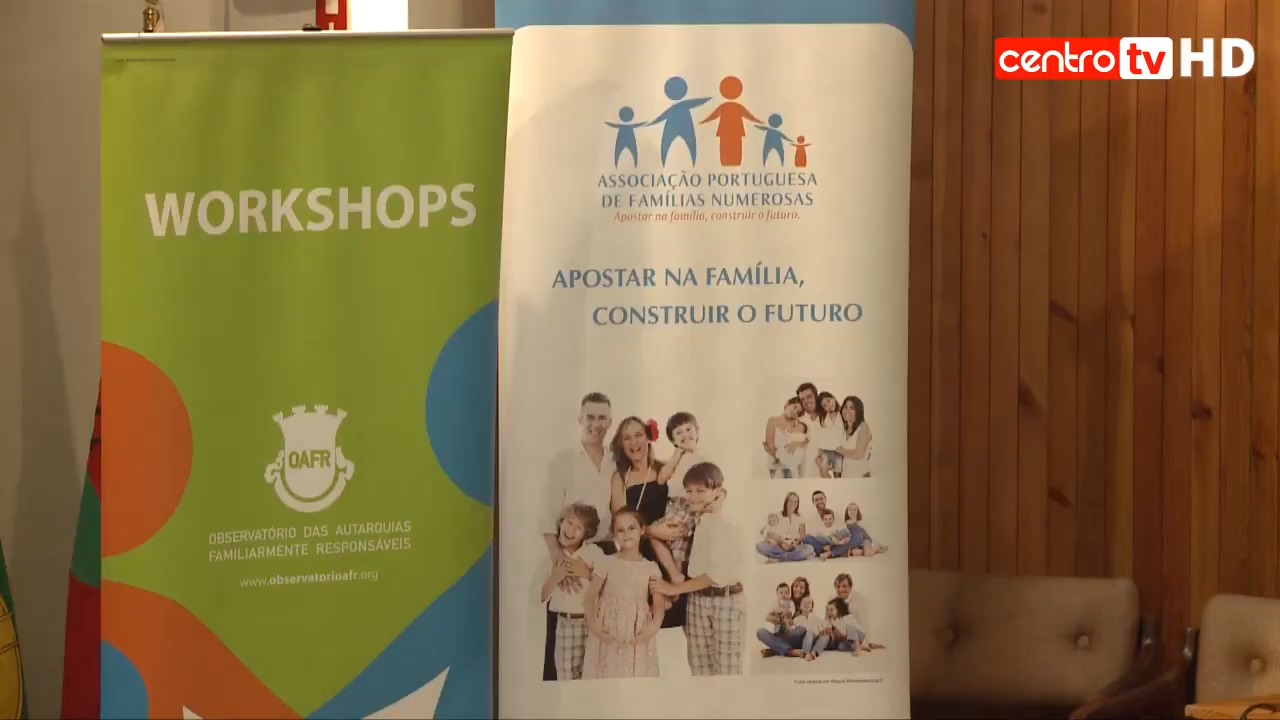 centro tv HD
WORKSHOPS
OAFR
OBSERVATÓRIO DAS AUTARQUIAS
FAMILIARMENTE RESPONSÁVEIS
www.observatorioafr.org
ASSOCIAÇÃO PORTUGUESA
DE FAMÍLIAS NUMEROSAS
Apostar na família, construir o futuro.
APOSTAR NA FAMÍLIA,
CONSTRUIR O FUTURO